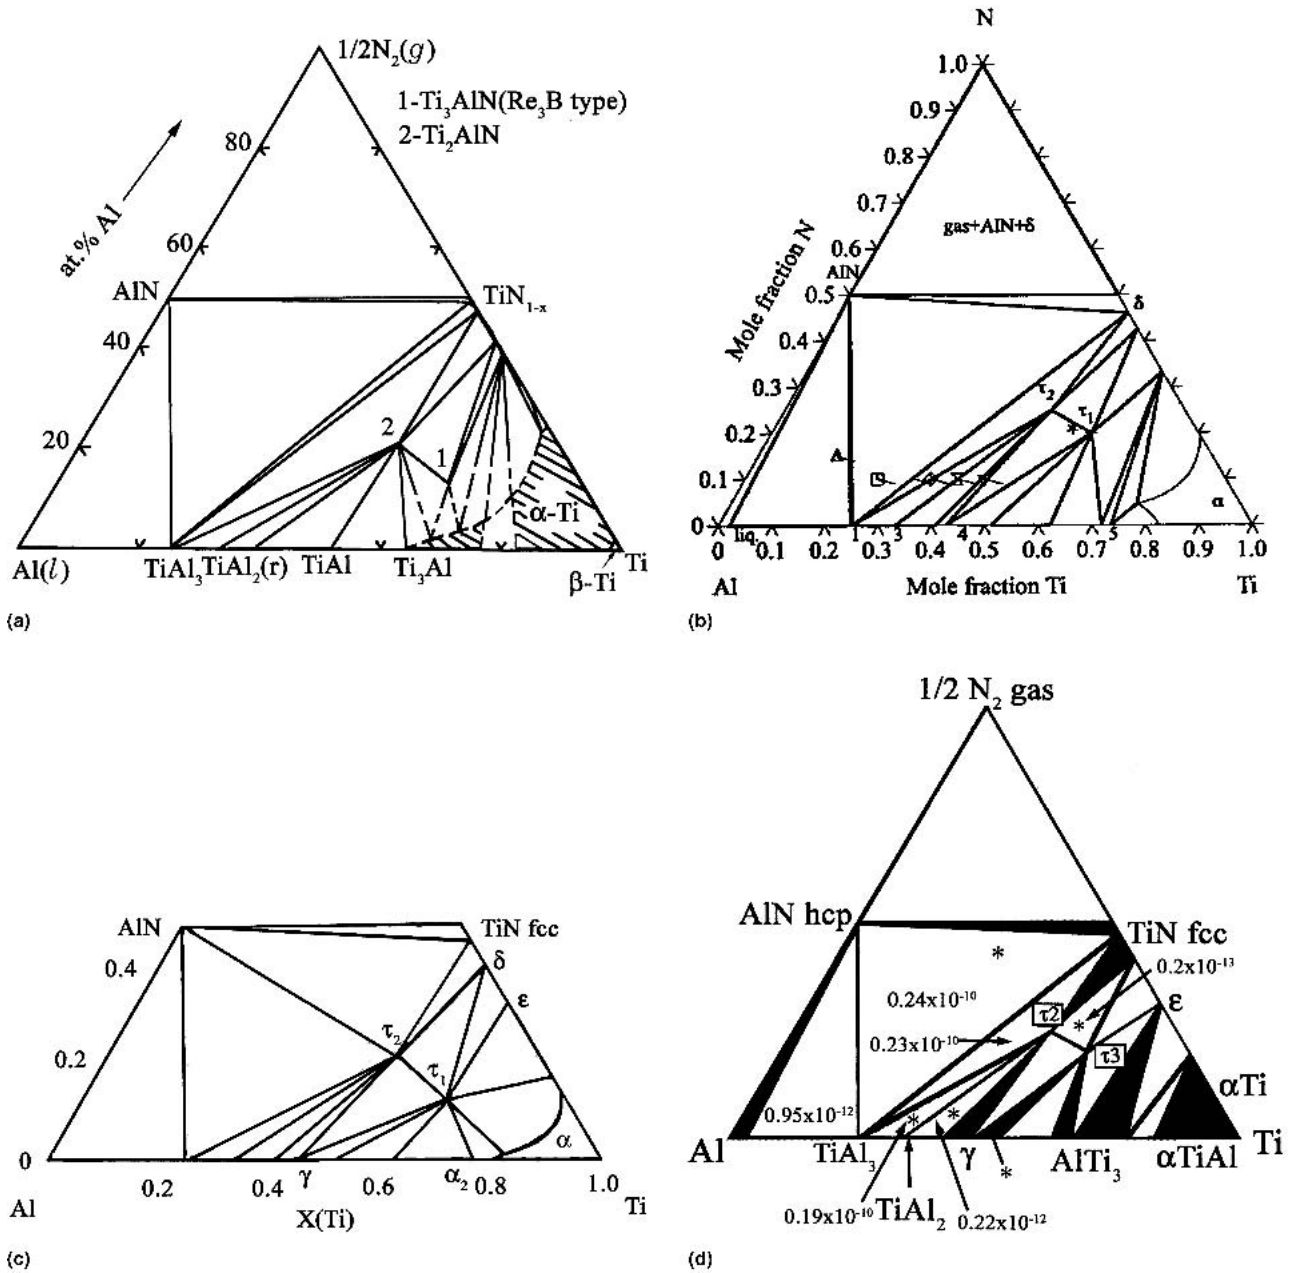 1/2N₂(g)
1-Ti₃AlN(Re₃B type)
2-Ti₂AlN
80
at.% Al
60
AlN
TiN₁₋ₓ
40
20
2
1
α-Ti
Al(l)
TiAl₃
TiAl₂(r)
TiAl
Ti₃Al
Ti
β-Ti
(a)
N
1.0
0.9
0.8
0.7
0.6
gas+AlN+δ
Mole fraction N
AlN
0.5
δ
0.4
0.3
τ₂
τ₁
*
0.2
A
0.1
α
0
liq.
1
3
4
5
0 0.1 0.2 0.3 0.4 0.5 0.6 0.7 0.8 0.9 1.0
Al
Mole fraction Ti
Ti
(b)
AlN
TiN fcc
0.4
δ
ε
τ₂
0.2
τ₁
α
0
0.2 0.4 γ 0.6 α₂ 0.8 1.0
Al
X(Ti)
Ti
(c)
1/2 N₂ gas
AlN hcp
TiN fcc
*
0.2x10⁻¹³
0.24x10⁻¹⁰
ε
τ2
*
0.23x10⁻¹⁰
τ3
αTi
0.95x10⁻¹²
*
*
Al
TiAl₃
γ
*
AlTi₃
αTiAl
Ti
0.19x10⁻¹⁰
TiAl₂
0.22x10⁻¹²
(d)